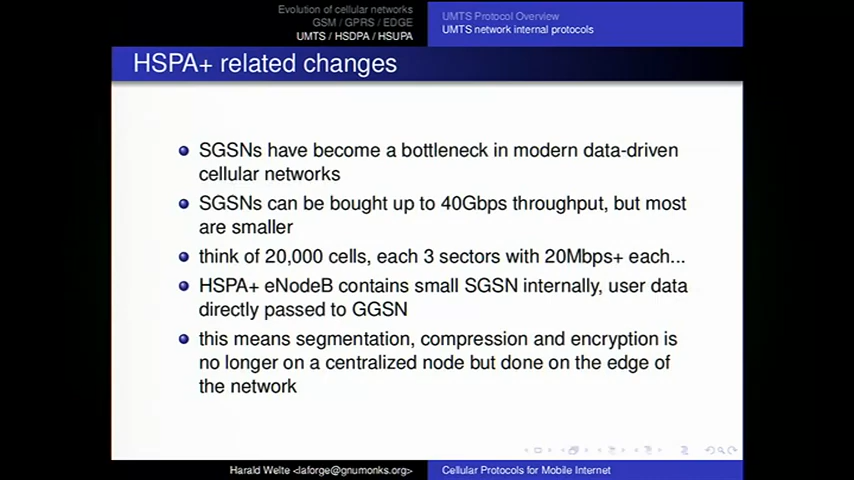 Evolution of cellular networks
GSM / GPRS / EDGE
UMTS / HSDPA / HSUPA
UMTS Protocol Overview
UMTS network internal protocols
HSPA+ related changes
SGSNs have become a bottleneck in modern data-driven
cellular networks
SGSNs can be bought up to 40Gbps throughput, but most
are smaller
think of 20,000 cells, each 3 sectors with 20Mbps+ each...
HSPA+ eNodeB contains small SGSN internally, user data
directly passed to GGSN
this means segmentation, compression and encryption is
no longer on a centralized node but done on the edge of
the network
Harald Welte <laforge@gnumonks.org>
Cellular Protocols for Mobile Internet